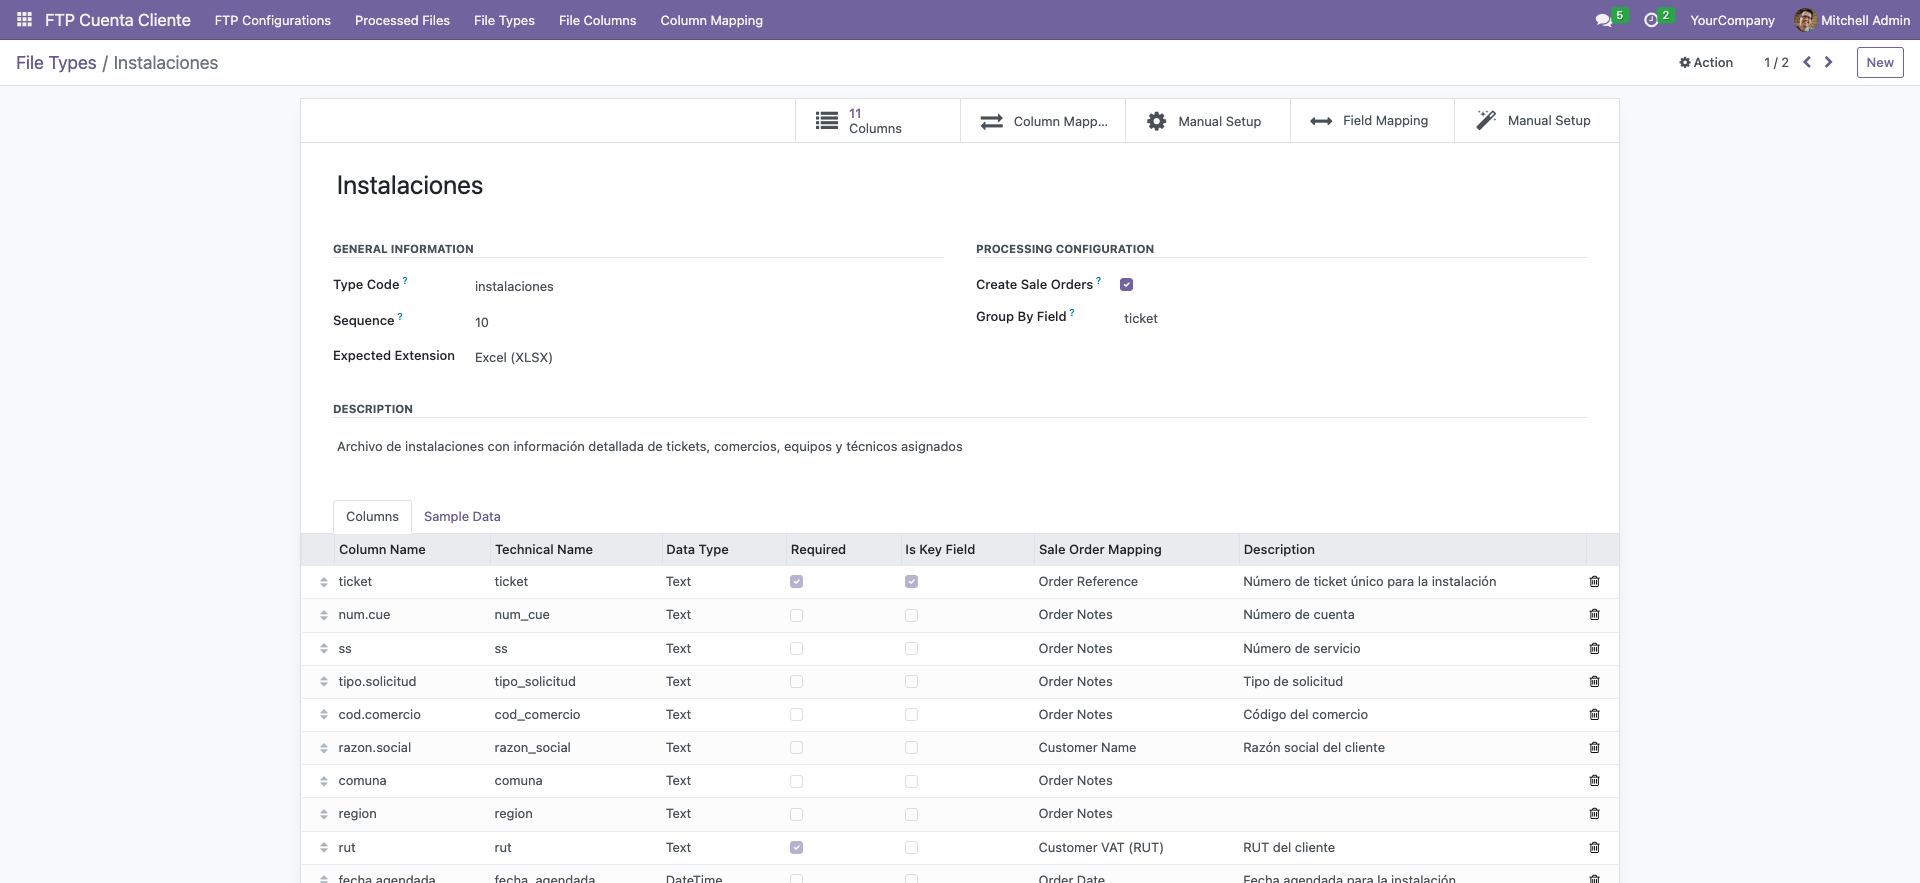 FTP Cuenta Cliente FTP Configurations Processed Files File Types File Columns Column Mapping 5 2 YourCompany Mitchell Admin
File Types / Instalaciones Action 1 / 2 New
11 Columns Column Mapp... Manual Setup Field Mapping Manual Setup
Instalaciones
GENERAL INFORMATION
Type Code ? instalaciones
Sequence ? 10
Expected Extension Excel (XLSX)
PROCESSING CONFIGURATION
Create Sale Orders ?
Group By Field ? ticket
DESCRIPTION
Archivo de instalaciones con información detallada de tickets, comercios, equipos y técnicos asignados
Columns Sample Data
Column Name Technical Name Data Type Required Is Key Field Sale Order Mapping Description
ticket ticket Text Order Reference Número de ticket único para la instalación
num.cue num_cue Text Order Notes Número de cuenta
ss ss Text Order Notes Número de servicio
tipo.solicitud tipo_solicitud Text Order Notes Tipo de solicitud
cod.comercio cod_comercio Text Order Notes Código del comercio
razon.social razon_social Text Customer Name Razón social del cliente
comuna comuna Text Order Notes
region region Text Order Notes
rut rut Text Customer VAT (RUT) RUT del cliente
fecha.agendada fecha_agendada DateTime Order Date Fecha agendada para la instalación